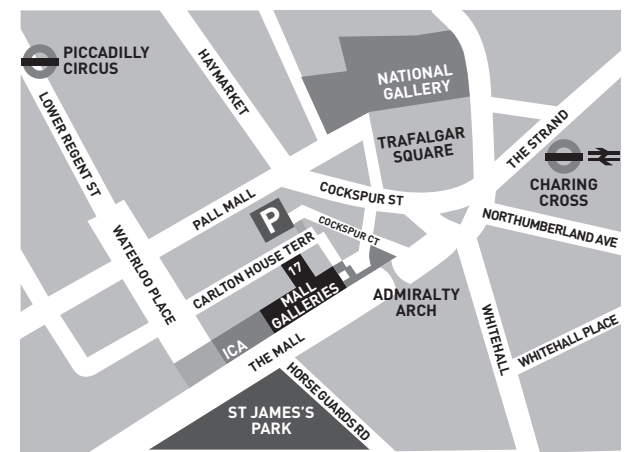 PICCADILLY
CIRCUS
HAYMARKET
NATIONAL
GALLERY
LOWER REGENT ST
TRAFALGAR
SQUARE
THE STRAND
CHARING
CROSS
PALL MALL
COCKSPUR ST
P
COCKSPUR CT
NORTHUMBERLAND AVE
WATERLOO PLACE
CARLTON HOUSE TERR
17
MALL
GALLERIES
ADMIRALTY
ARCH
ICA
THE MALL
WHITEHALL
WHITEHALL PLACE
HORSE GUARDS RD
ST JAMES'S
PARK